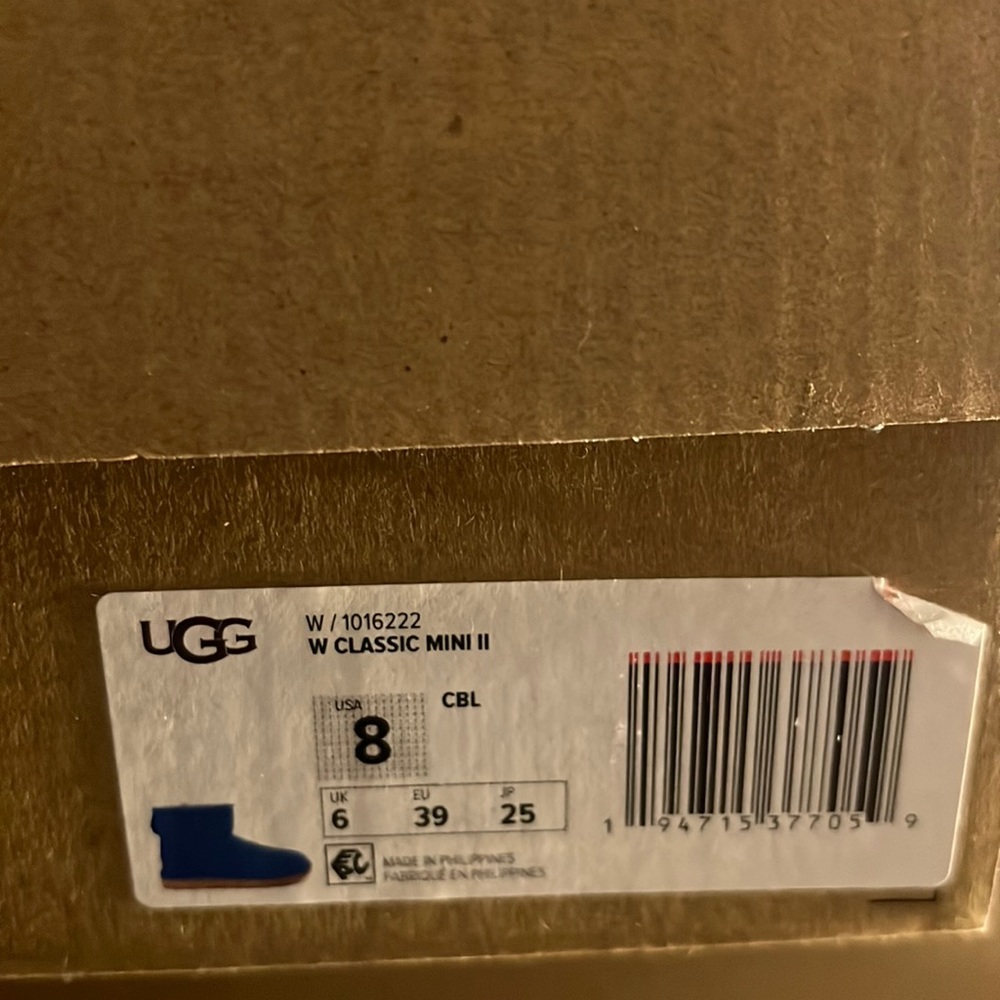 UGG
W / 1016222
W CLASSIC MINI II
USA
8
CBL
UK EU JP
6 39 25
MADE IN PHILIPPINES
FABRIQUÉ EN PHILIPPINES
1 94715 37705 9